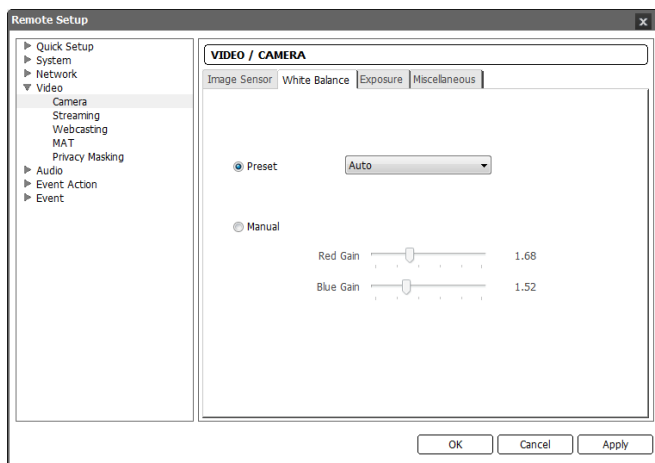 Remote Setup
Quick Setup
System
Network
Video
Camera
Streaming
Webcasting
MAT
Privacy Masking
Audio
Event Action
Event
VIDEO / CAMERA
Image Sensor White Balance Exposure Miscellaneous
Preset Auto
Manual
Red Gain 1.68
Blue Gain 1.52
OK Cancel Apply